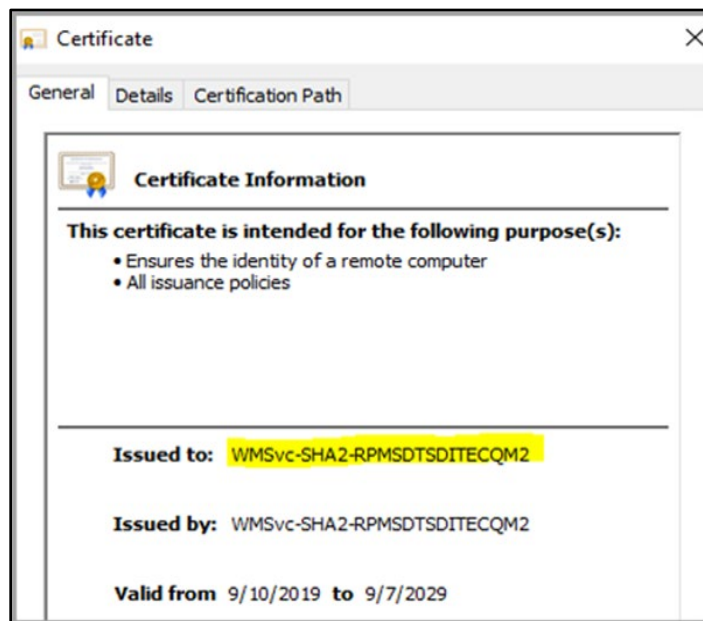 Certificate
General Details Certification Path
Certificate Information
This certificate is intended for the following purpose(s):
• Ensures the identity of a remote computer
• All issuance policies
Issued to: WMSvc-SHA2-RPMSDTSDITECQM2
Issued by: WMSvc-SHA2-RPMSDTSDITECQM2
Valid from 9/10/2019 to 9/7/2029